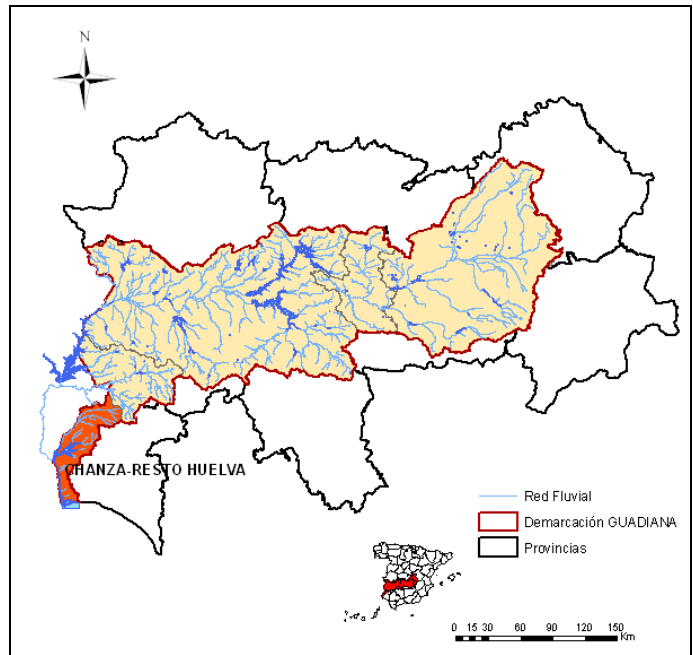 N
CHANZA-RESTO HUELVA
Red Fluvial
Demarcación GUADIANA
Provincias
0 15 30 60 90 120 150
Km